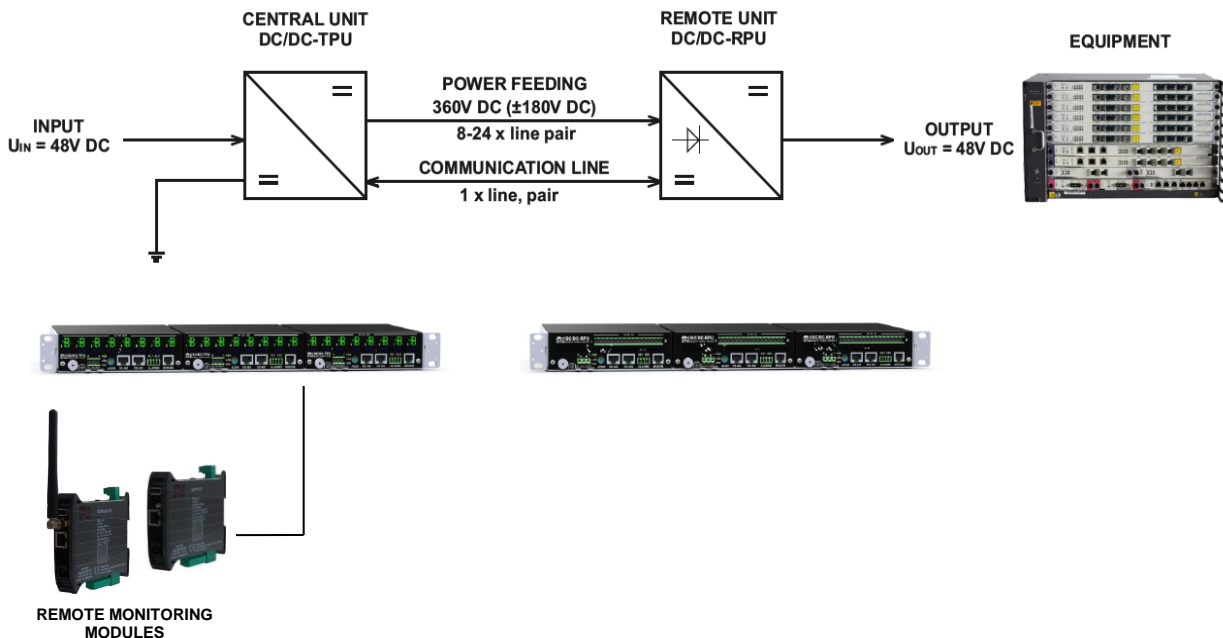 CENTRAL UNIT
DC/DC-TPU
REMOTE UNIT
DC/DC-RPU
EQUIPMENT
POWER FEEDING
360V DC (±180V DC)
8-24 x line pair
INPUT
UIN = 48V DC
OUTPUT
UOUT = 48V DC
COMMUNICATION LINE
1 x line, pair
REMOTE MONITORING
MODULES